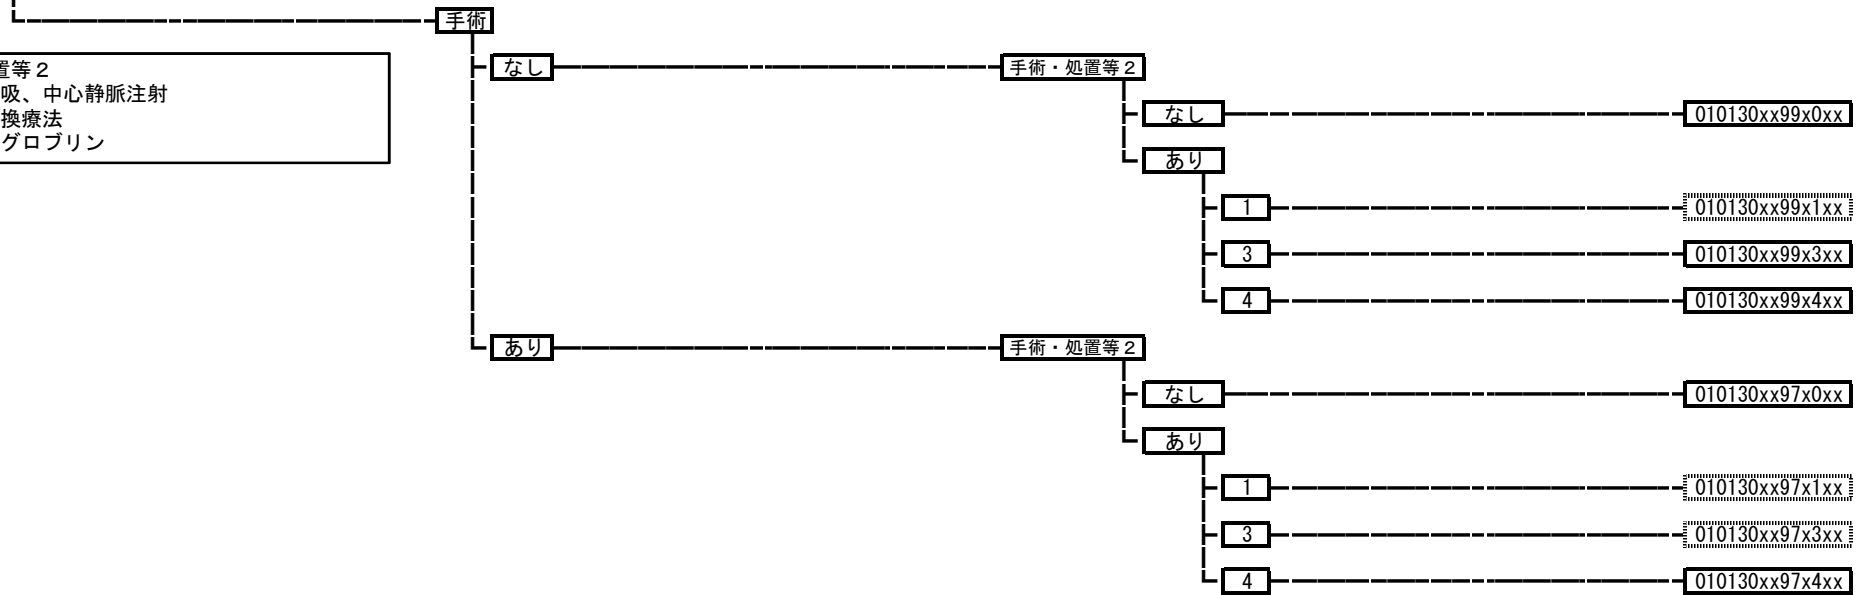 手術
置等２
吸、中心静脈注射
換療法
グロブリン
なし
手術・処置等２
なし
010130xx99x0xx
あり
1
010130xx99x1xx
3
010130xx99x3xx
4
010130xx99x4xx
あり
手術・処置等２
なし
010130xx97x0xx
あり
1
010130xx97x1xx
3
010130xx97x3xx
4
010130xx97x4xx